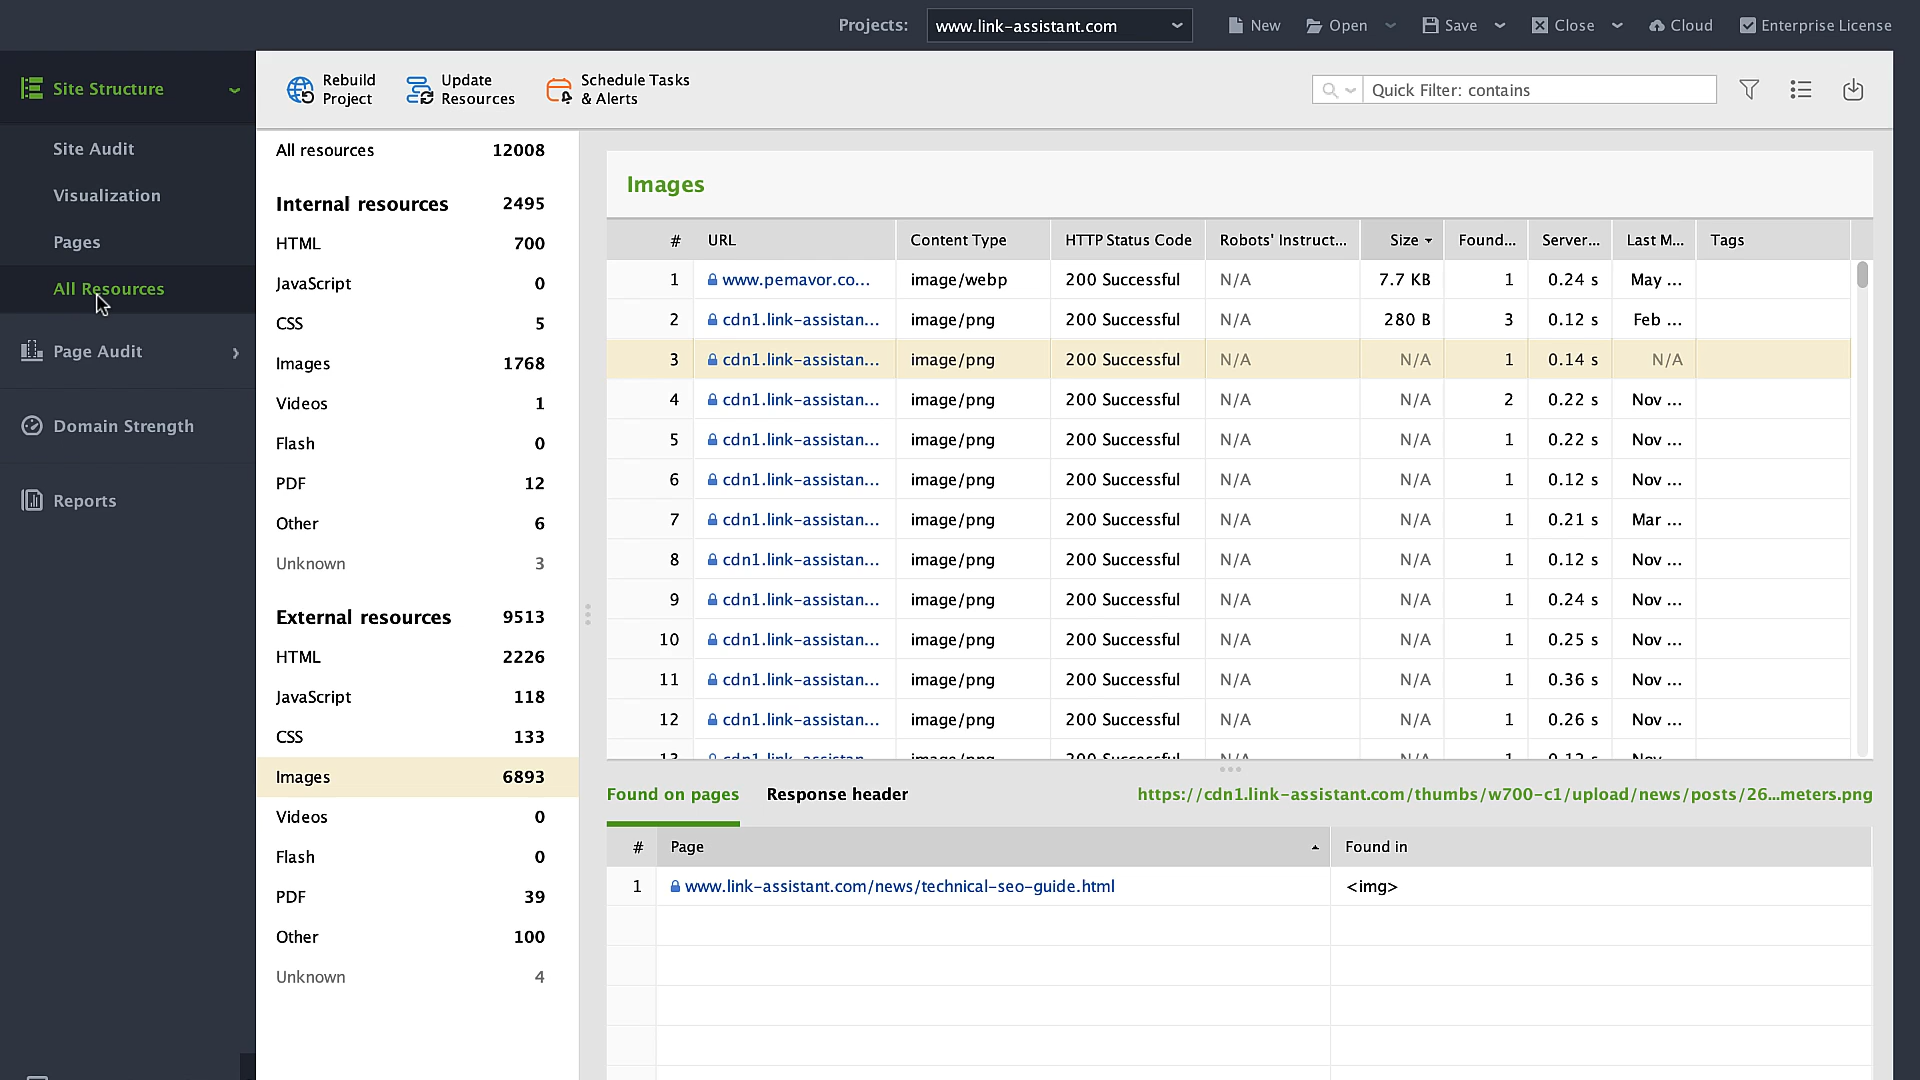 Projects:
www.link-assistant.com
New
Open
Save
Close
Cloud
Enterprise License
Site Structure
Site Audit
Visualization
Pages
All Resources
Page Audit
Domain Strength
Reports
Rebuild
Project
Update
Resources
Schedule Tasks
& Alerts
Quick Filter: contains
All resources 12008
Internal resources 2495
HTML 700
JavaScript 0
CSS 5
Images 1768
Videos 1
Flash 0
PDF 12
Other 6
Unknown 3
External resources 9513
HTML 2226
JavaScript 118
CSS 133
Images 6893
Videos 0
Flash 0
PDF 39
Other 100
Unknown 4
Images
# URL Content Type HTTP Status Code Robots' Instruct... Size Found... Server... Last M... Tags
1 www.pemavor.co... image/webp 200 Successful N/A 7.7 KB 1 0.24 s May ...
2 cdn1.link-assistan... image/png 200 Successful N/A 280 B 3 0.12 s Feb ...
3 cdn1.link-assistan... image/png 200 Successful N/A N/A 1 0.14 s N/A
4 cdn1.link-assistan... image/png 200 Successful N/A N/A 2 0.22 s Nov ...
5 cdn1.link-assistan... image/png 200 Successful N/A N/A 1 0.22 s Nov ...
6 cdn1.link-assistan... image/png 200 Successful N/A N/A 1 0.12 s Nov ...
7 cdn1.link-assistan... image/png 200 Successful N/A N/A 1 0.21 s Mar ...
8 cdn1.link-assistan... image/png 200 Successful N/A N/A 1 0.12 s Nov ...
9 cdn1.link-assistan... image/png 200 Successful N/A N/A 1 0.24 s Nov ...
10 cdn1.link-assistan... image/png 200 Successful N/A N/A 1 0.25 s Nov ...
11 cdn1.link-assistan... image/png 200 Successful N/A N/A 1 0.36 s Nov ...
12 cdn1.link-assistan... image/png 200 Successful N/A N/A 1 0.26 s Nov ...
Found on pages
Response header
https://cdn1.link-assistant.com/thumbs/w700-c1/upload/news/posts/26...meters.png
# Page Found in
1 www.link-assistant.com/news/technical-seo-guide.html <img>